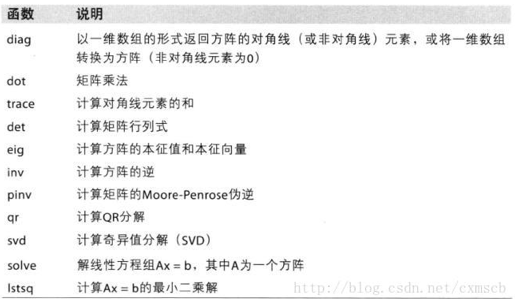 函数 说明
diag 以一维数组的形式返回方阵的对角线（或非对角线）元素，或将一维数组
转换为方阵（非对角线元素为0）
dot 矩阵乘法
trace 计算对角线元素的和
det 计算矩阵行列式
eig 计算方阵的本征值和本征向量
inv 计算方阵的逆
pinv 计算矩阵的Moore-Penrose伪逆
qr 计算QR分解
svd 计算奇异值分解（SVD）
solve 解线性方程组Ax = b，其中A为一个方阵
lstsq 计算Ax = b的最小二乘解
http://blog.csdn.net/cxmscb